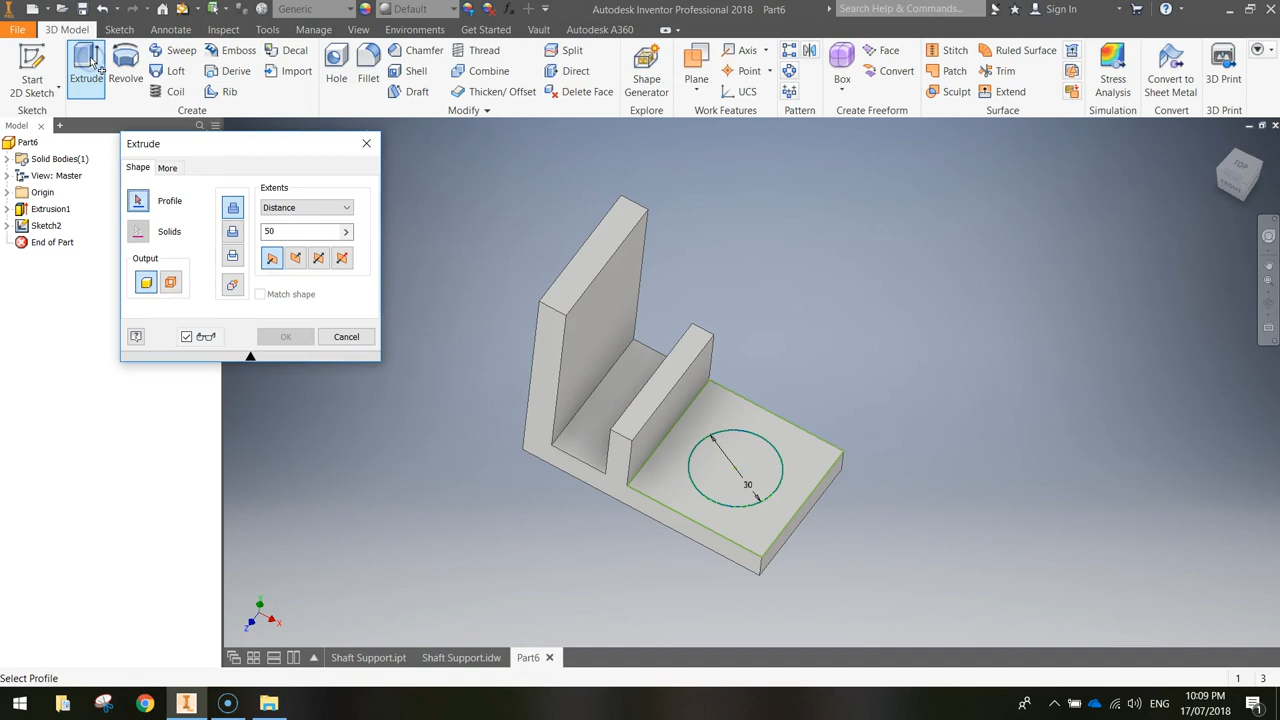 Generic
Default
Autodesk Inventor Professional 2018 Part6
Search Help & Commands...
Sign In
File
3D Model
Sketch
Annotate
Inspect
Tools
Manage
View
Environments
Get Started
Vault
Autodesk A360
Start
2D Sketch
Extrude
Revolve
Sweep
Loft
Coil
Emboss
Derive
Rib
Decal
Import
Hole
Fillet
Chamfer
Shell
Draft
Thread
Combine
Thicken/ Offset
Split
Direct
Delete Face
Shape
Generator
Plane
Axis
Point
UCS
Box
Face
Convert
Stitch
Patch
Sculpt
Ruled Surface
Trim
Extend
Stress
Analysis
Convert to
Sheet Metal
3D Print
Sketch
Create
Modify
Explore
Work Features
Pattern
Create Freeform
Surface
Simulation
Convert
3D Print
Model
Part6
Solid Bodies(1)
View: Master
Origin
Extrusion1
Sketch2
End of Part
Extrude
Shape
More
Profile
Solids
Output
Extents
Distance
50
Match shape
OK
Cancel
TOP
FRONT
30
Y
X
Z
Shaft Support.ipt
Shaft Support.idw
Part6
Select Profile
1
3
ENG
10:09 PM
17/07/2018
1